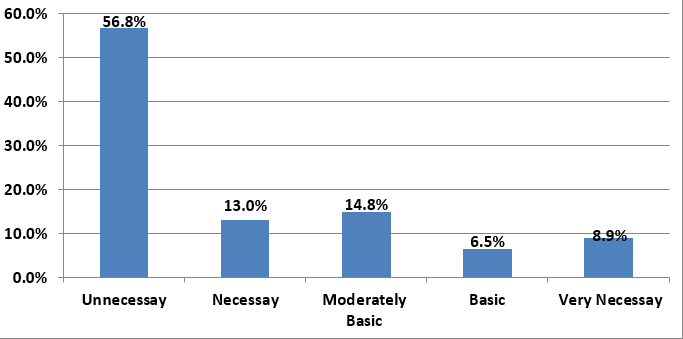 60.0%
50.0%
40.0%
30.0%
20.0%
10.0%
0.0%
56.8%
13.0%
14.8%
6.5%
8.9%
Unnecessay
Necessay
Moderately
Basic
Basic
Very Necessay